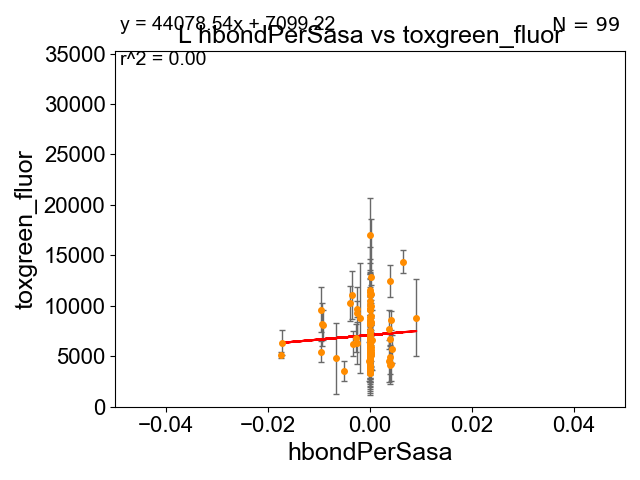 y = 44078.54x + 7099.22
N = 99
L hbondPerSasa vs toxgreen_fluor
r^2 = 0.00
35000
30000
25000
20000
15000
10000
5000
0
toxgreen_fluor
−0.04 −0.02 0.00 0.02 0.04
hbondPerSasa